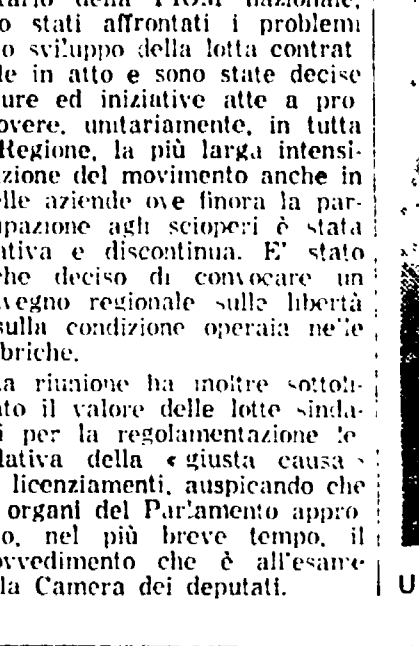 nazionale,
o stati affrontati i problemi
o sviluppo della lotta contrat
le in atto e sono state decise
ure ed iniziative atte a pro
overe, unitariamente, in tutta
Regione, la più larga intensi-
zione del movimento anche in
elle aziende ove finora la par-
upazione agli scioperi è stata
ativa e discontinua. E' stato
che deciso di convocare un
vegno regionale sulle libertà
sulla condizione operaia nelle
briche.
a riunione ha inoltre sottoli-
ato il valore delle lotte sinda-
i per la regolamentazione le
lativa della «giusta causa»
licenziamenti, auspicando che
organi del Parlamento appro
o, nel più breve tempo, il
ovvedimento che è all'esame
la Camera dei deputati.
U